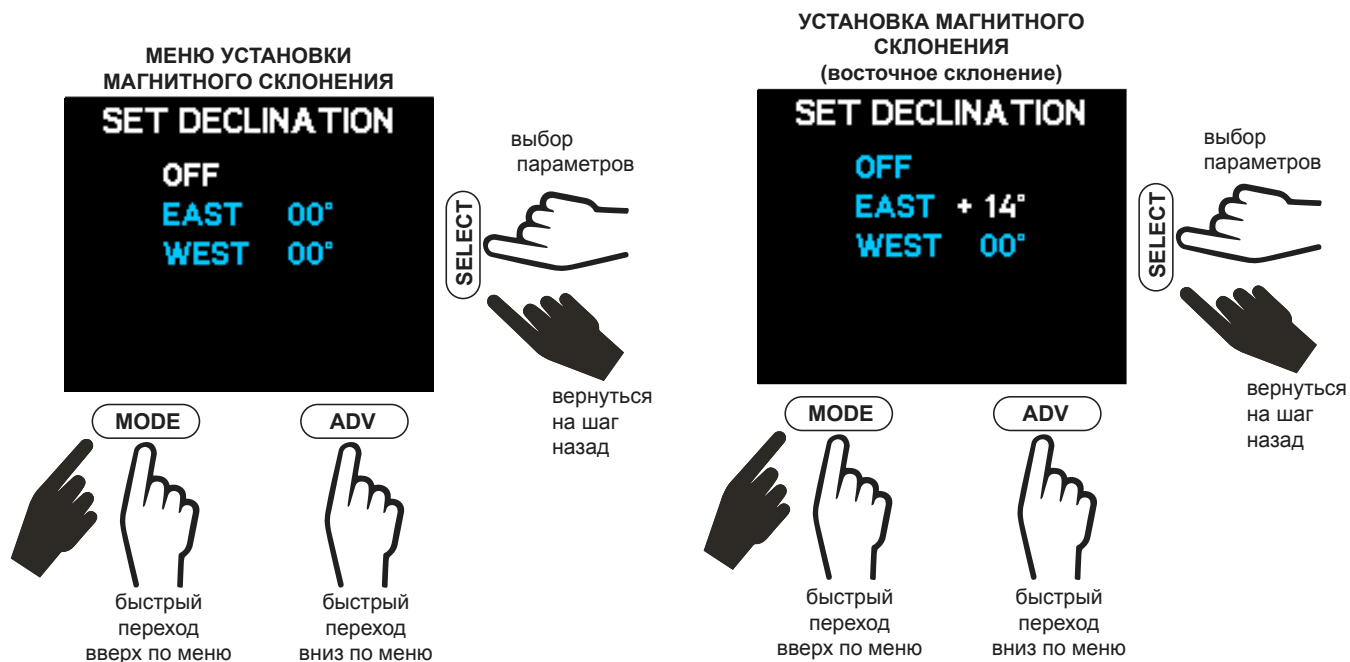 МЕНЮ УСТАНОВКИ
МАГНИТНОГО СКЛОНЕНИЯ
SET DECLINATION
OFF
EAST 00°
WEST 00°
SELECT
выбор
параметров
вернуться
на шаг
назад
MODE
ADV
быстрый
переход
вверх по меню
быстрый
переход
вниз по меню
УСТАНОВКА МАГНИТНОГО
СКЛОНЕНИЯ
(восточное склонение)
SET DECLINATION
OFF
EAST + 14°
WEST 00°
SELECT
выбор
параметров
вернуться
на шаг
назад
MODE
ADV
быстрый
переход
вверх по меню
быстрый
переход
вниз по меню